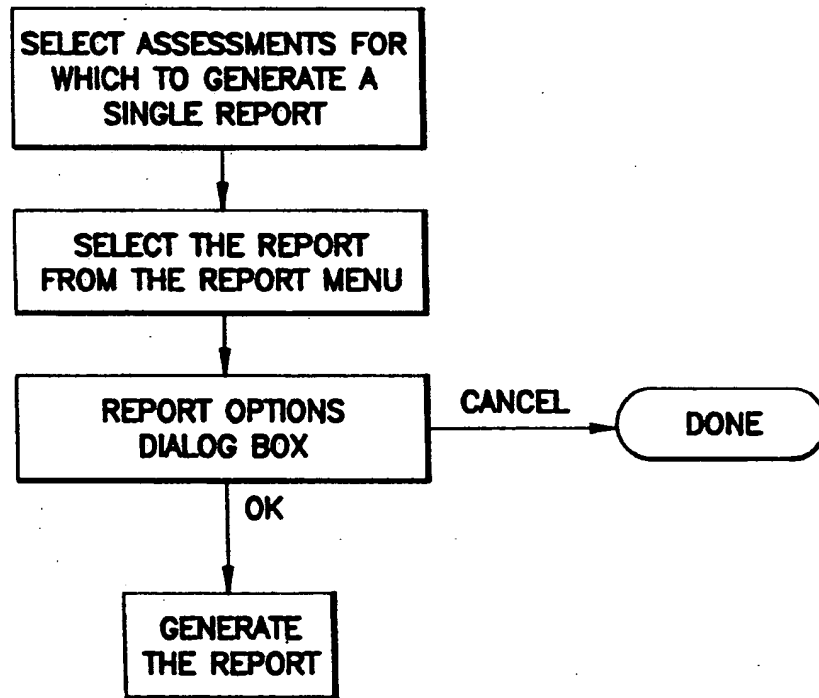 SELECT ASSESSMENTS FOR
WHICH TO GENERATE A
SINGLE REPORT
SELECT THE REPORT
FROM THE REPORT MENU
REPORT OPTIONS
DIALOG BOX
CANCEL
DONE
OK
GENERATE
THE REPORT